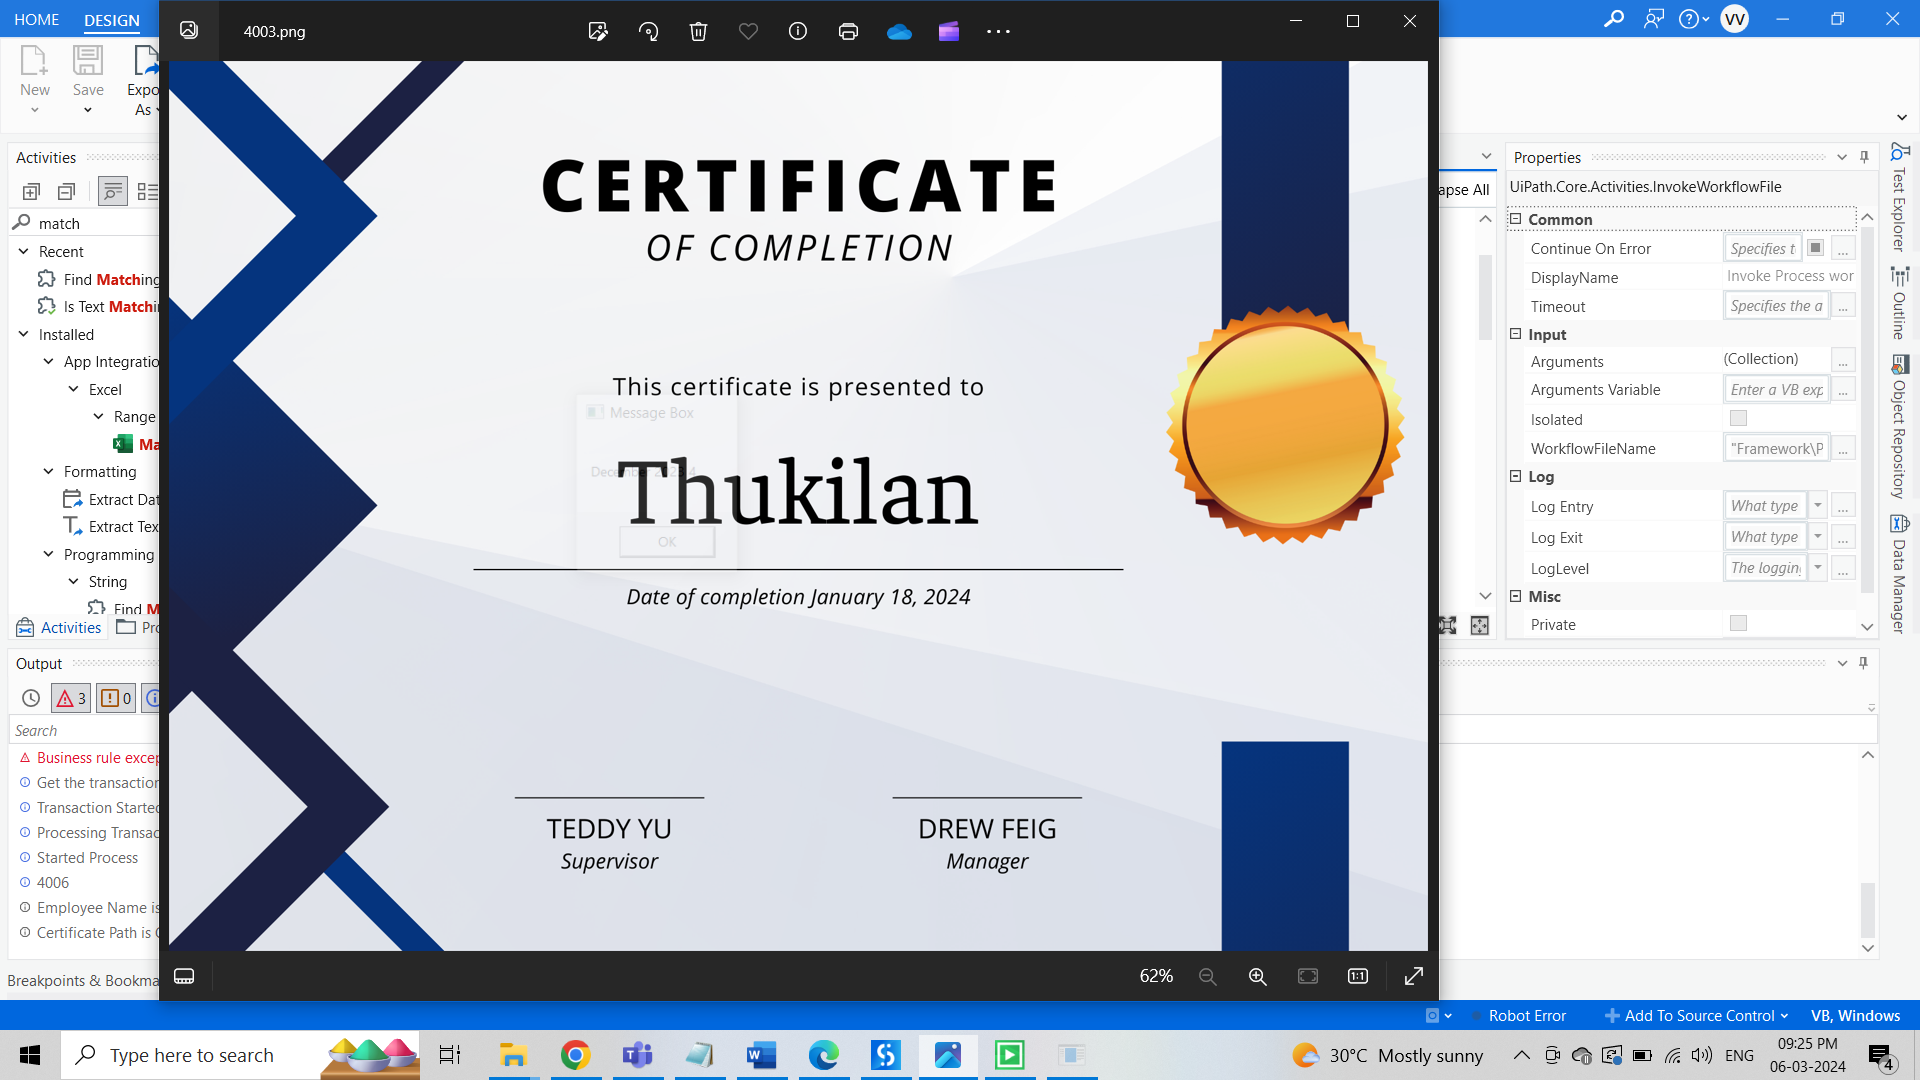 HOME
DESIGN
4003.png
VV
New
Save
Expo
As
Activities
match
Recent
Find Matching
Is Text Matchi
Installed
App Integratio
Excel
Range
Ma
Formatting
Extract Dat
Extract Tex
Programming
String
Find M
Activities
Pro
Output
3
0
Search
Business rule excep
Get the transaction
Transaction Started
Processing Transac
Started Process
4006
Employee Name is
Certificate Path is C
Breakpoints & Bookma
CERTIFICATE
OF COMPLETION
This certificate is presented to
Message Box
December 2023 4
OK
Thukilan
Date of completion January 18, 2024
TEDDY YU
Supervisor
DREW FEIG
Manager
62%
1:1
apse All
Properties
UiPath.Core.Activities.InvokeWorkflowFile
Common
Continue On Error
Specifies t
...
DisplayName
Invoke Process wor
Timeout
Specifies the a
...
Input
Arguments
(Collection)
...
Arguments Variable
Enter a VB exp
...
Isolated
WorkflowFileName
"Framework\P
...
Log
Log Entry
What type
...
Log Exit
What type
...
LogLevel
The logging
...
Misc
Private
Test Explorer
Outline
Object Repository
Data Manager
Robot Error
Add To Source Control
VB, Windows
Type here to search
30°C Mostly sunny
ENG
09:25 PM
06-03-2024
4